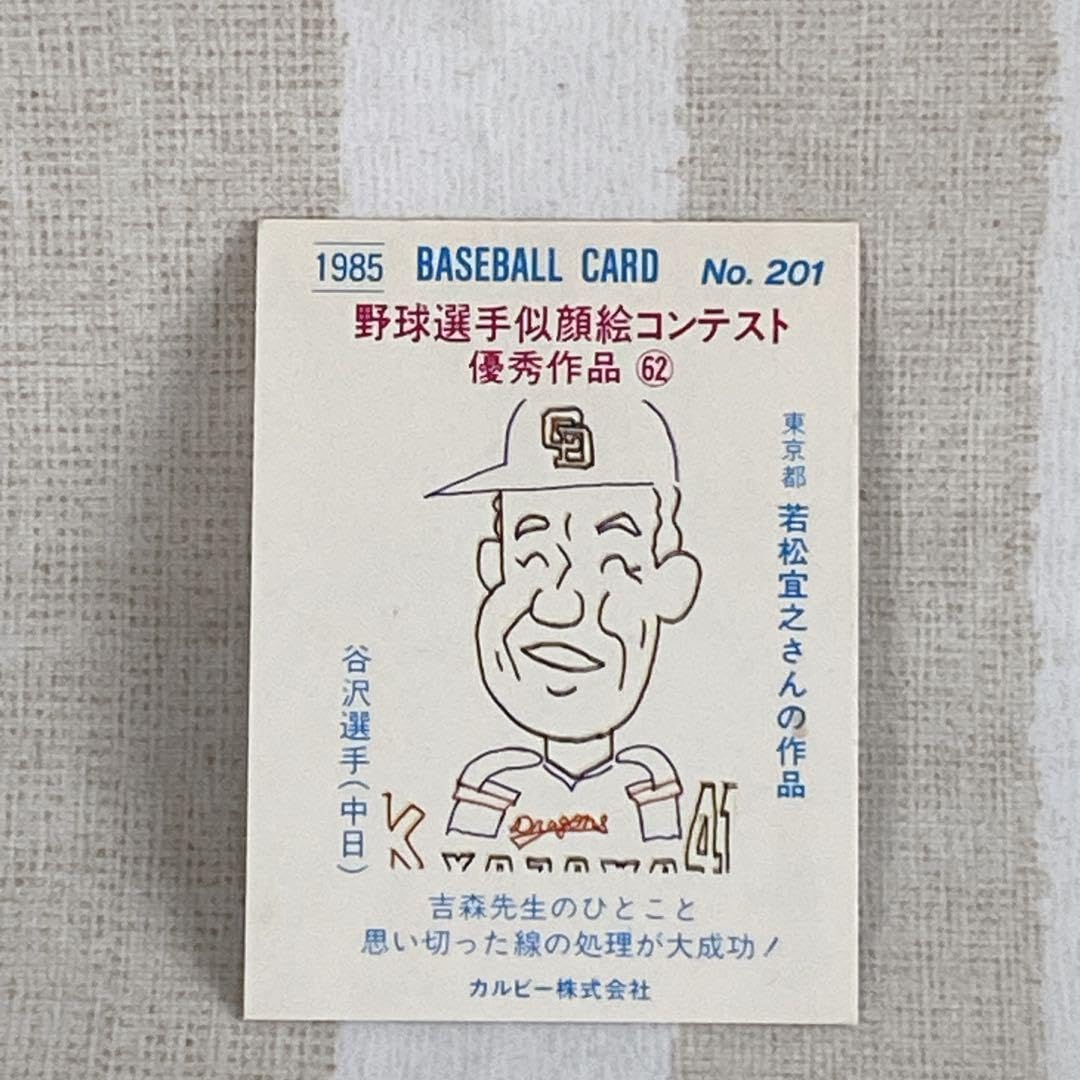 1985 BASEBALL CARD No. 201
野球選手似顔絵コンテスト
優秀作品 ㊷
東京都 若松宜之さんの作品
谷沢選手(中日)
CD
Dragons
K
41
吉森先生のひとこと
思い切った線の処理が大成功!
カルビー株式会社